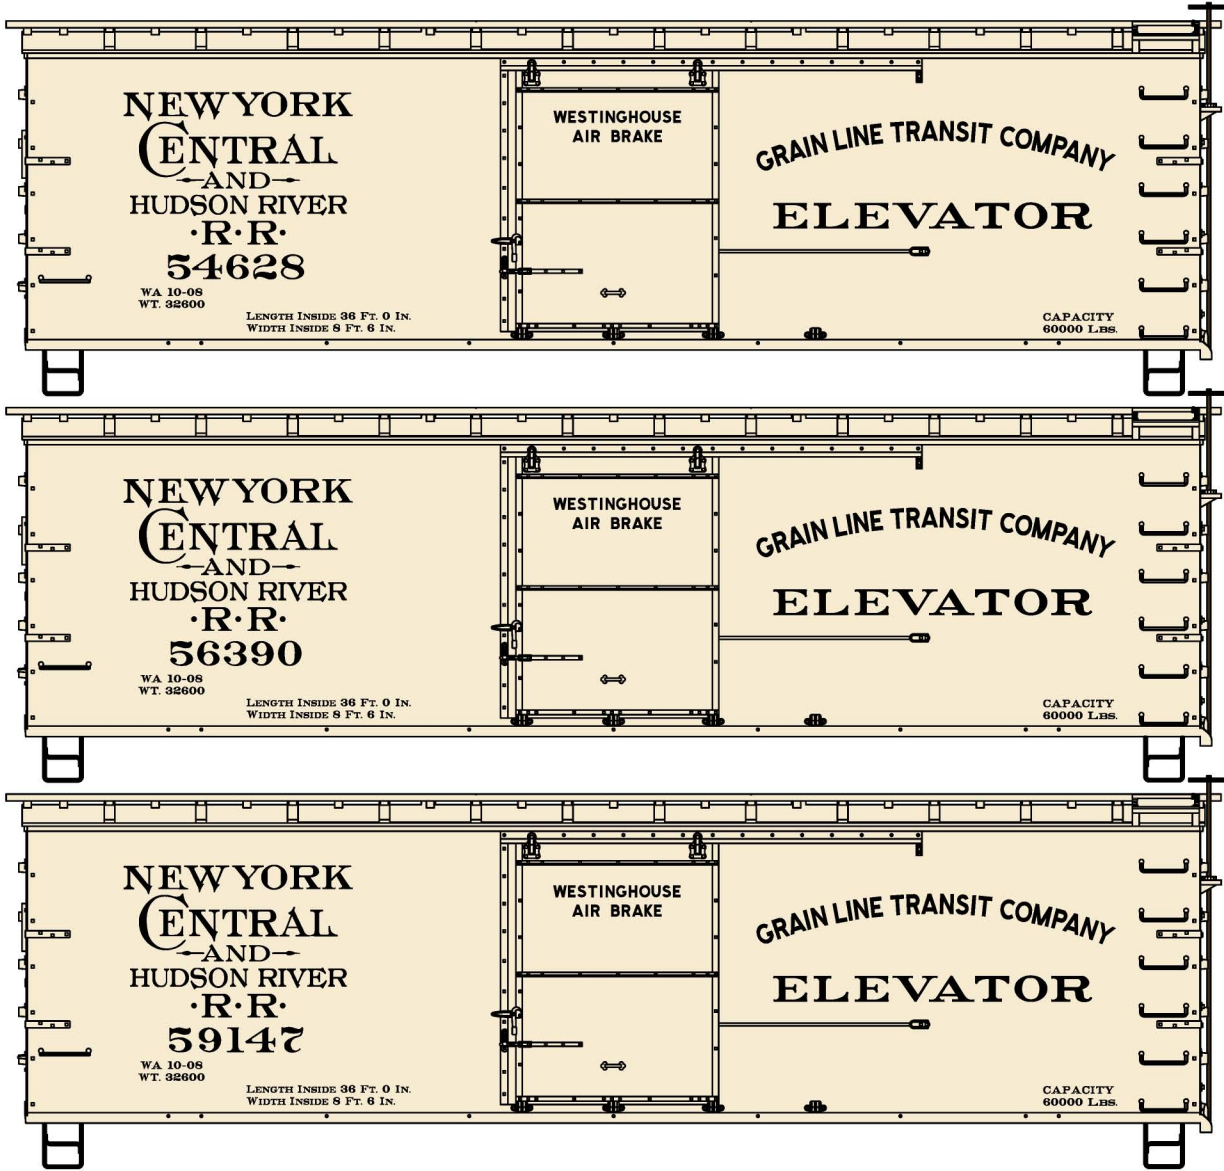 NEW YORK
CENTRAL
AND
HUDSON RIVER
·R·R·
54628
WA 10-08
WT. 32600
LENGTH INSIDE 36 FT. 0 IN.
WIDTH INSIDE 8 FT. 6 IN.
WESTINGHOUSE
AIR BRAKE
GRAIN LINE TRANSIT COMPANY
ELEVATOR
CAPACITY
60000 LBS.
NEW YORK
CENTRAL
AND
HUDSON RIVER
·R·R·
56390
WA 10-08
WT. 32600
LENGTH INSIDE 36 FT. 0 IN.
WIDTH INSIDE 8 FT. 6 IN.
WESTINGHOUSE
AIR BRAKE
GRAIN LINE TRANSIT COMPANY
ELEVATOR
CAPACITY
60000 LBS.
NEW YORK
CENTRAL
AND
HUDSON RIVER
·R·R·
59147
WA 10-08
WT. 32600
LENGTH INSIDE 36 FT. 0 IN.
WIDTH INSIDE 8 FT. 6 IN.
WESTINGHOUSE
AIR BRAKE
GRAIN LINE TRANSIT COMPANY
ELEVATOR
CAPACITY
60000 LBS.